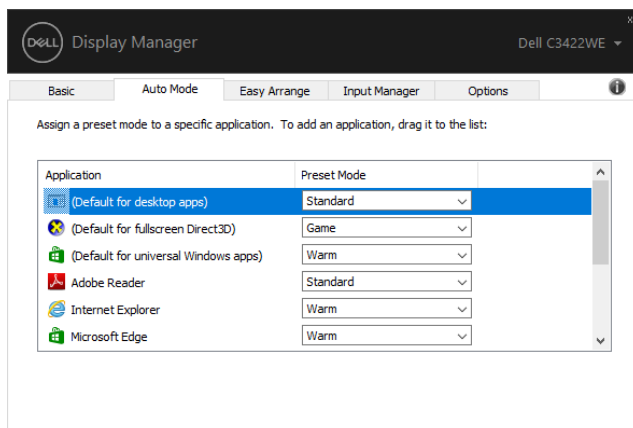 DELL Display Manager Dell C3422WE
Basic Auto Mode Easy Arrange Input Manager Options
Assign a preset mode to a specific application. To add an application, drag it to the list:
Application Preset Mode
(Default for desktop apps) Standard
(Default for fullscreen Direct3D) Game
(Default for universal Windows apps) Warm
Adobe Reader Standard
Internet Explorer Warm
Microsoft Edge Warm